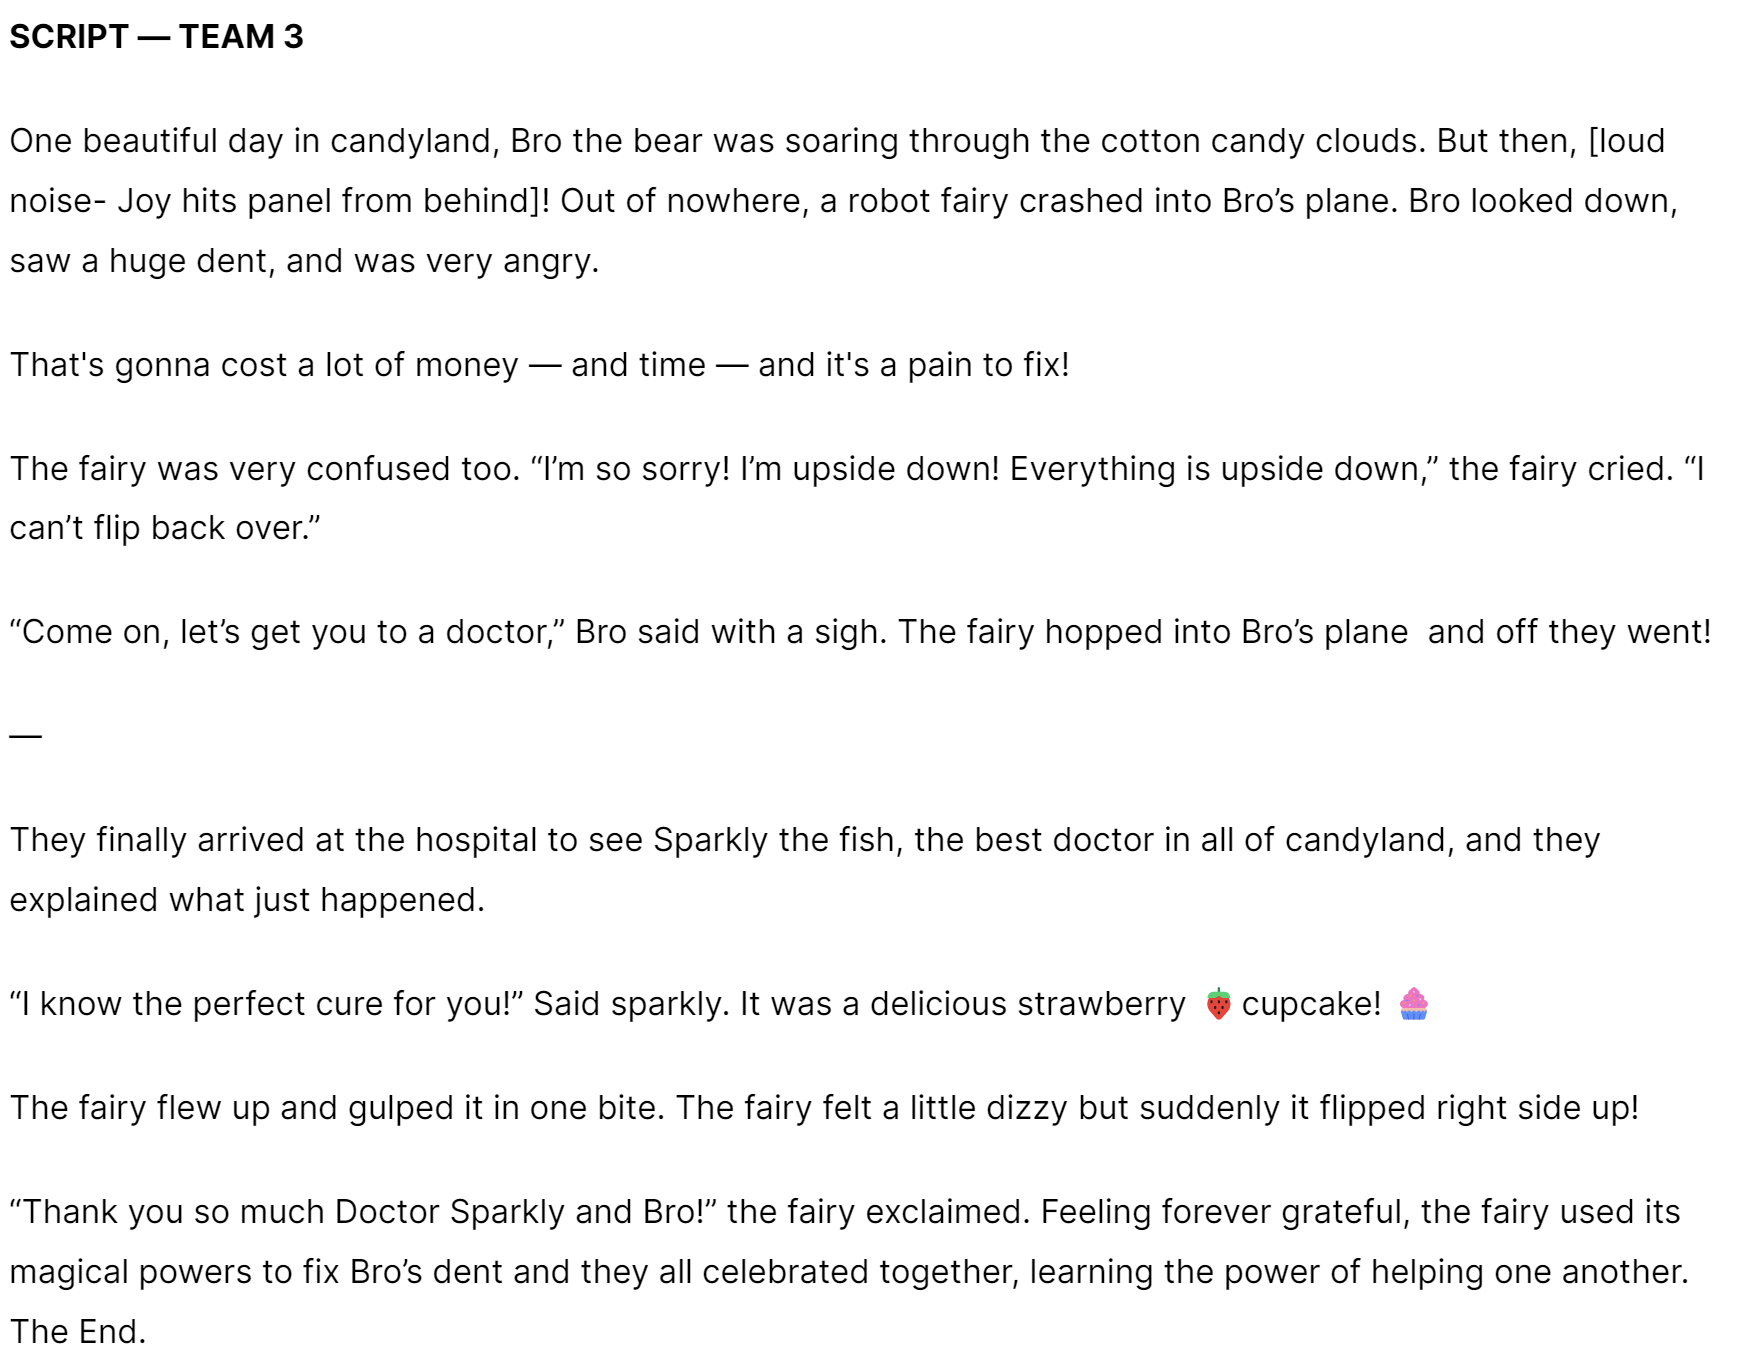 SCRIPT — TEAM 3
One beautiful day in candyland, Bro the bear was soaring through the cotton candy clouds. But then, [loud
noise- Joy hits panel from behind]! Out of nowhere, a robot fairy crashed into Bro’s plane. Bro looked down,
saw a huge dent, and was very angry.
That's gonna cost a lot of money — and time — and it's a pain to fix!
The fairy was very confused too. “I’m so sorry! I’m upside down! Everything is upside down,” the fairy cried. “I
can’t flip back over.”
“Come on, let’s get you to a doctor,” Bro said with a sigh. The fairy hopped into Bro’s plane  and off they went!
—
They finally arrived at the hospital to see Sparkly the fish, the best doctor in all of candyland, and they
explained what just happened.
“I know the perfect cure for you!” Said sparkly. It was a delicious strawberry 🍓 cupcake! 🧁
The fairy flew up and gulped it in one bite. The fairy felt a little dizzy but suddenly it flipped right side up!
“Thank you so much Doctor Sparkly and Bro!” the fairy exclaimed. Feeling forever grateful, the fairy used its
magical powers to fix Bro’s dent and they all celebrated together, learning the power of helping one another.
The End.